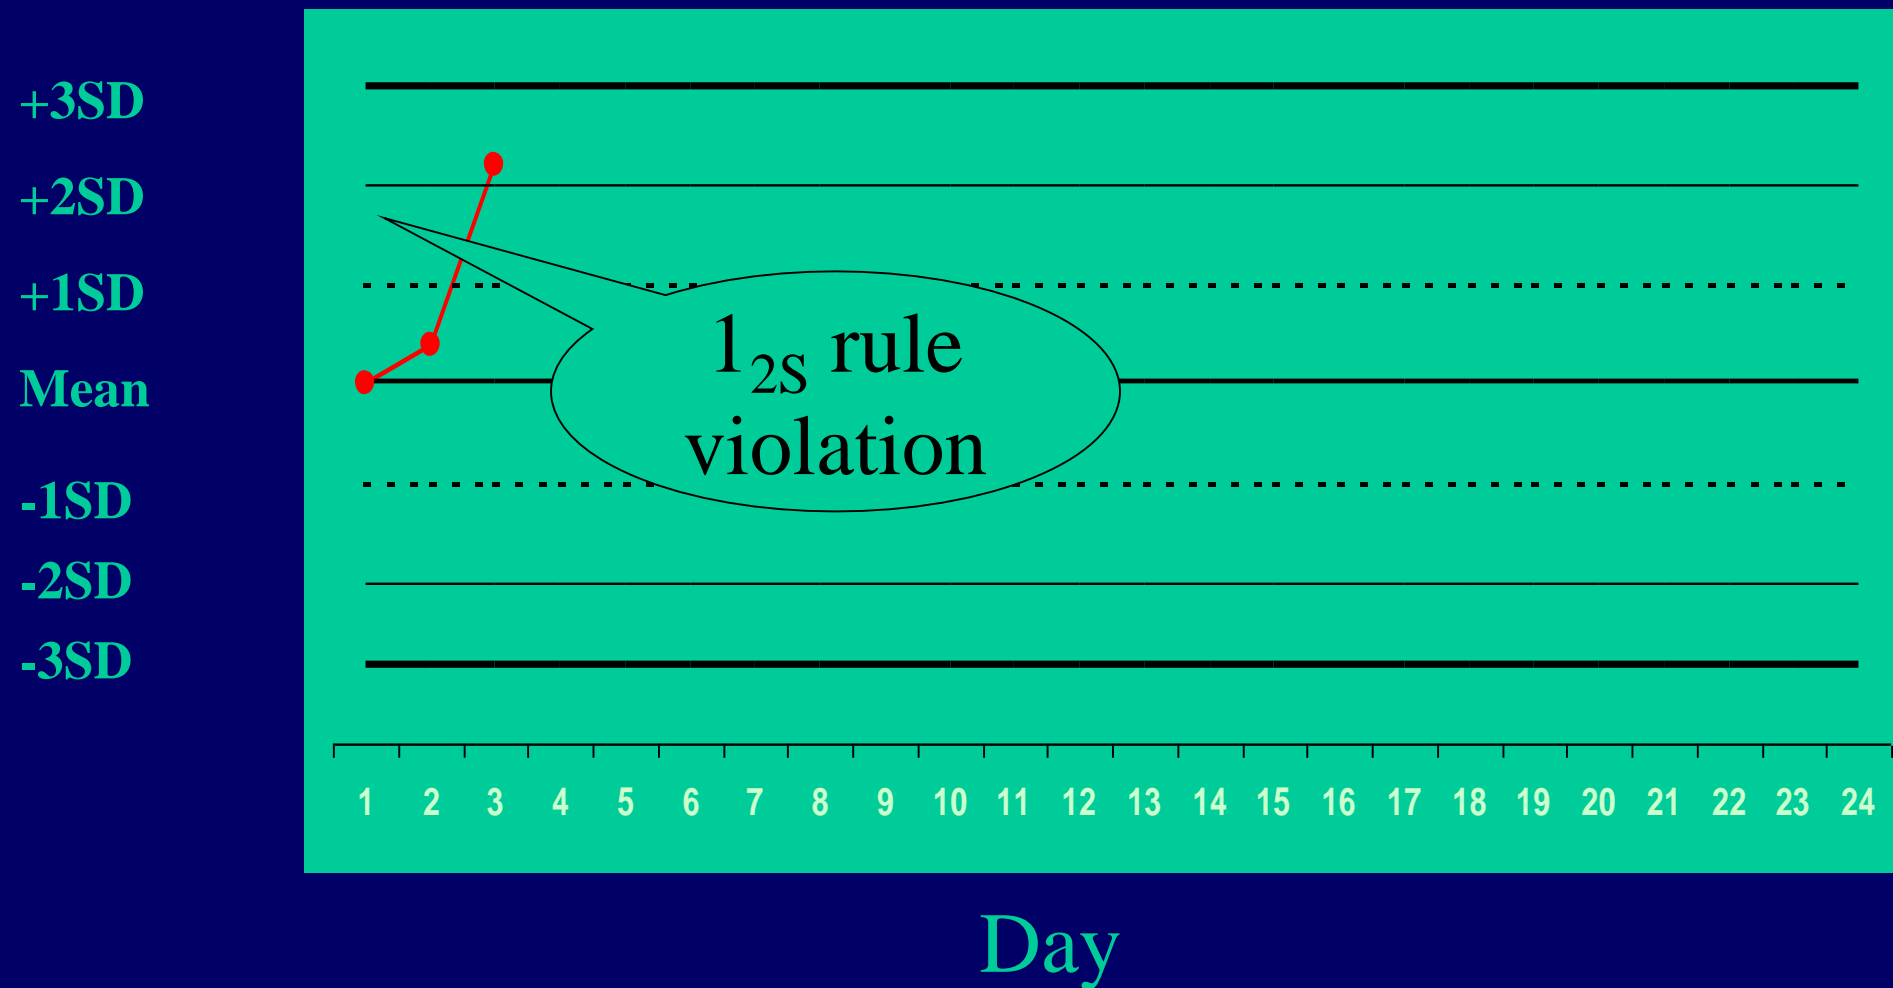 +3SD
+2SD
+1SD
Mean
-1SD
-2SD
-3SD
1₂S rule
violation
1 2 3 4 5 6 7 8 9 10 11 12 13 14 15 16 17 18 19 20 21 22 23 24
Day